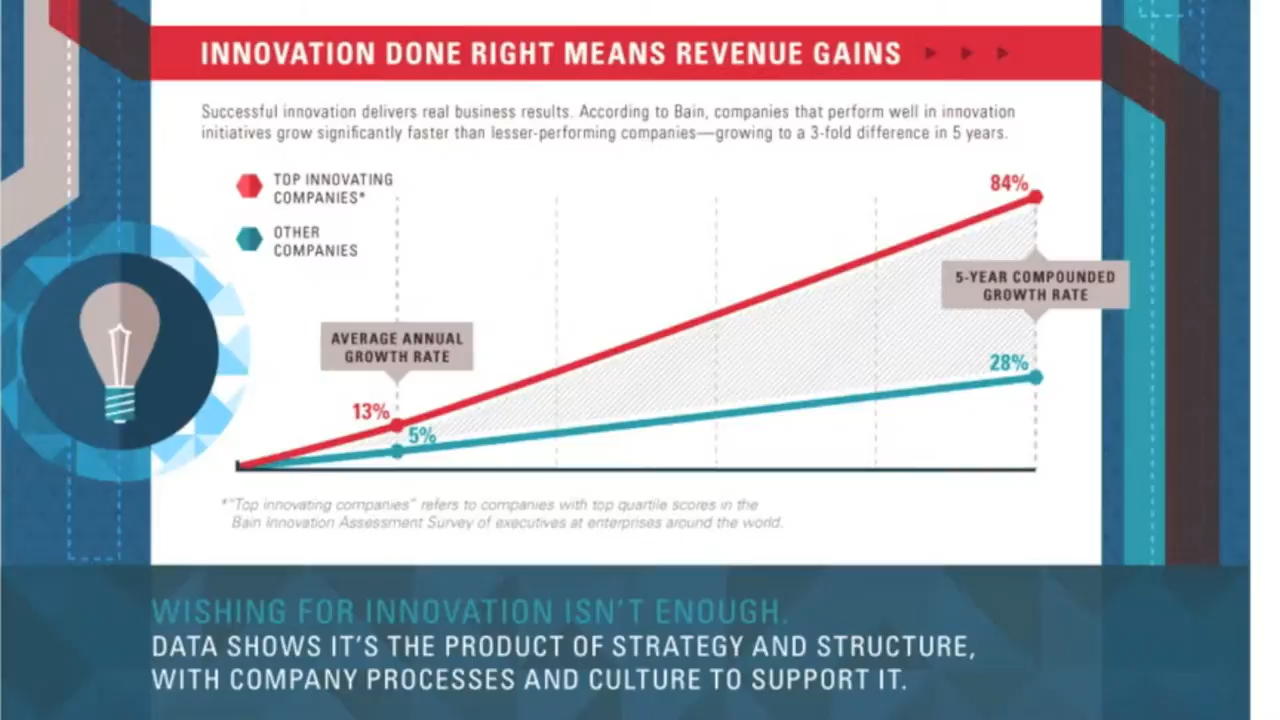 INNOVATION DONE RIGHT MEANS REVENUE GAINS
Successful innovation delivers real business results. According to Bain, companies that perform well in innovation
initiatives grow significantly faster than lesser-performing companies—growing to a 3-fold difference in 5 years.
TOP INNOVATING
COMPANIES*
OTHER
COMPANIES
84%
5-YEAR COMPOUNDED
GROWTH RATE
AVERAGE ANNUAL
GROWTH RATE
28%
13%
5%
*"Top innovating companies" refers to companies with top quartile scores in the
Bain Innovation Assessment Survey of executives at enterprises around the world.
WISHING FOR INNOVATION ISN'T ENOUGH.
DATA SHOWS IT'S THE PRODUCT OF STRATEGY AND STRUCTURE,
WITH COMPANY PROCESSES AND CULTURE TO SUPPORT IT.